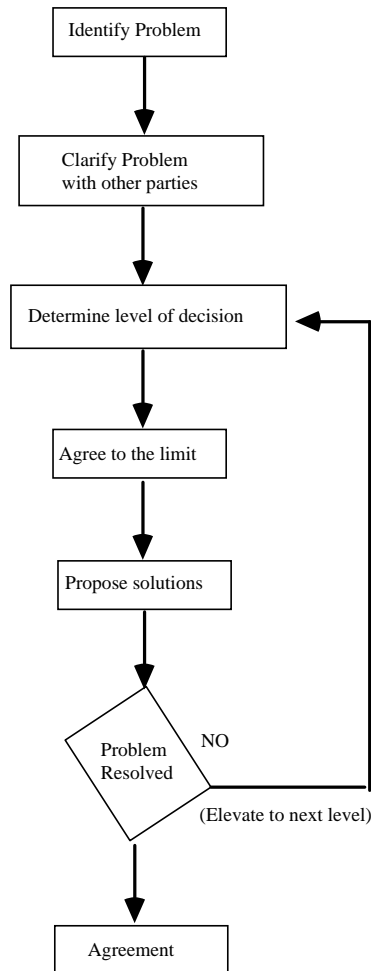 Identify Problem
Clarify Problem
with other parties
Determine level of decision
Agree to the limit
Propose solutions
Problem
Resolved
NO
(Elevate to next level)
Agreement